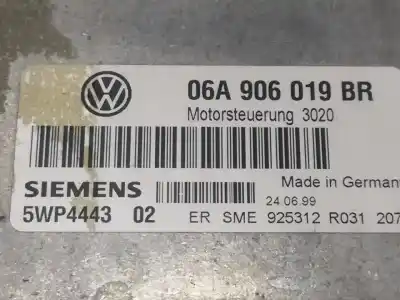 06A 906 019 BR
Motorsteuerung 3020
SIEMENS
Made in German
24.06.99
5WP4443 02 ER SME 925312 R031 207